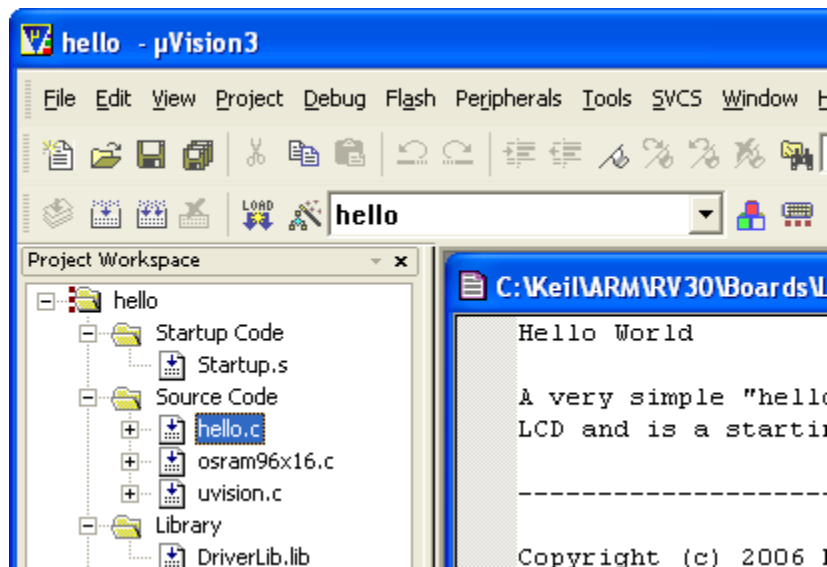 hello - µVision3
File Edit View Project Debug Flash Peripherals Tools SVCS Window
LOAD
hello
Project Workspace
hello
Startup Code
Startup.s
Source Code
hello.c
osram96x16.c
uvision.c
Library
DriverLib.lib
C:\Keil\ARM\RV30\Boards\L
Hello World
A very simple "hello
LCD and is a startin
--------------------
Copyright (c) 2006